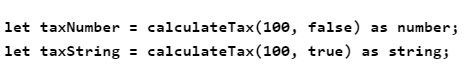 let taxNumber = calculateTax(100, false) as number;
let taxString = calculateTax(100, true) as string;